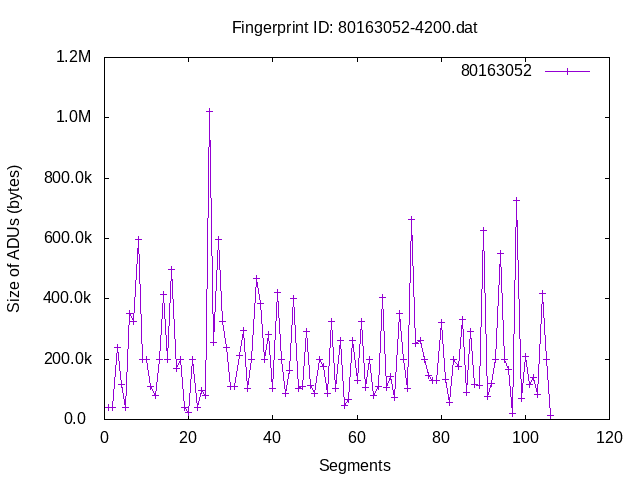 Fingerprint ID: 80163052-4200.dat
1.2M
80163052
1.0M
800.0k
600.0k
400.0k
200.0k
0.0
Size of ADUs (bytes)
0 20 40 60 80 100 120
Segments